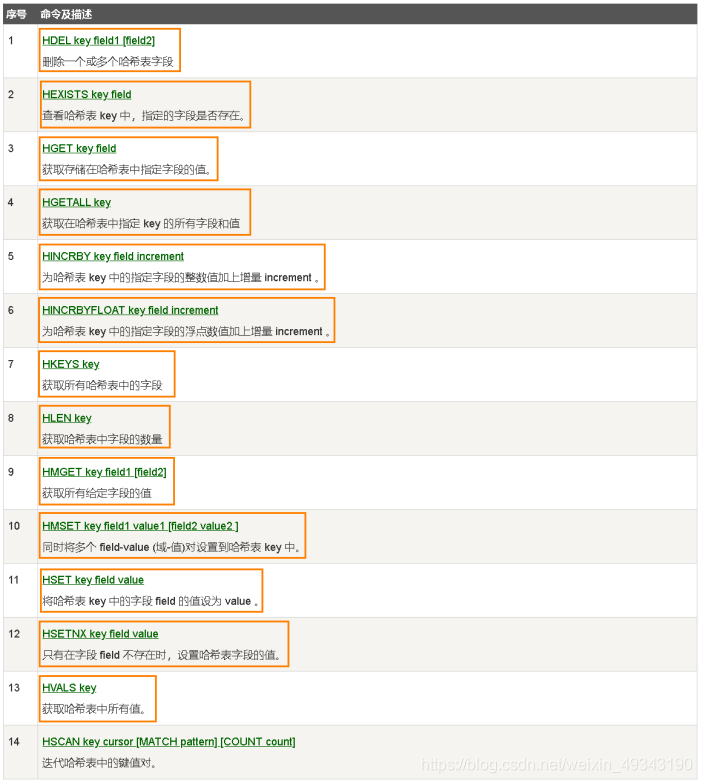 序号 命令及描述
1 HDEL key field1 [field2]
删除一个或多个哈希表字段
2 HEXISTS key field
查看哈希表 key 中，指定的字段是否存在。
3 HGET key field
获取存储在哈希表中指定字段的值。
4 HGETALL key
获取在哈希表中指定 key 的所有字段和值
5 HINCRBY key field increment
为哈希表 key 中的指定字段的整数值加上增量 increment 。
6 HINCRBYFLOAT key field increment
为哈希表 key 中的指定字段的浮点数值加上增量 increment 。
7 HKEYS key
获取所有哈希表中的字段
8 HLEN key
获取哈希表中字段的数量
9 HMGET key field1 [field2]
获取所有给定字段的值
10 HMSET key field1 value1 [field2 value2 ]
同时将多个 field-value (域-值)对设置到哈希表 key 中。
11 HSET key field value
将哈希表 key 中的字段 field 的值设为 value 。
12 HSETNX key field value
只有在字段 field 不存在时，设置哈希表字段的值。
13 HVALS key
获取哈希表中所有值。
14 HSCAN key cursor [MATCH pattern] [COUNT count]
迭代哈希表中的键值对。
https://blog.csdn.net/weixin_49343190